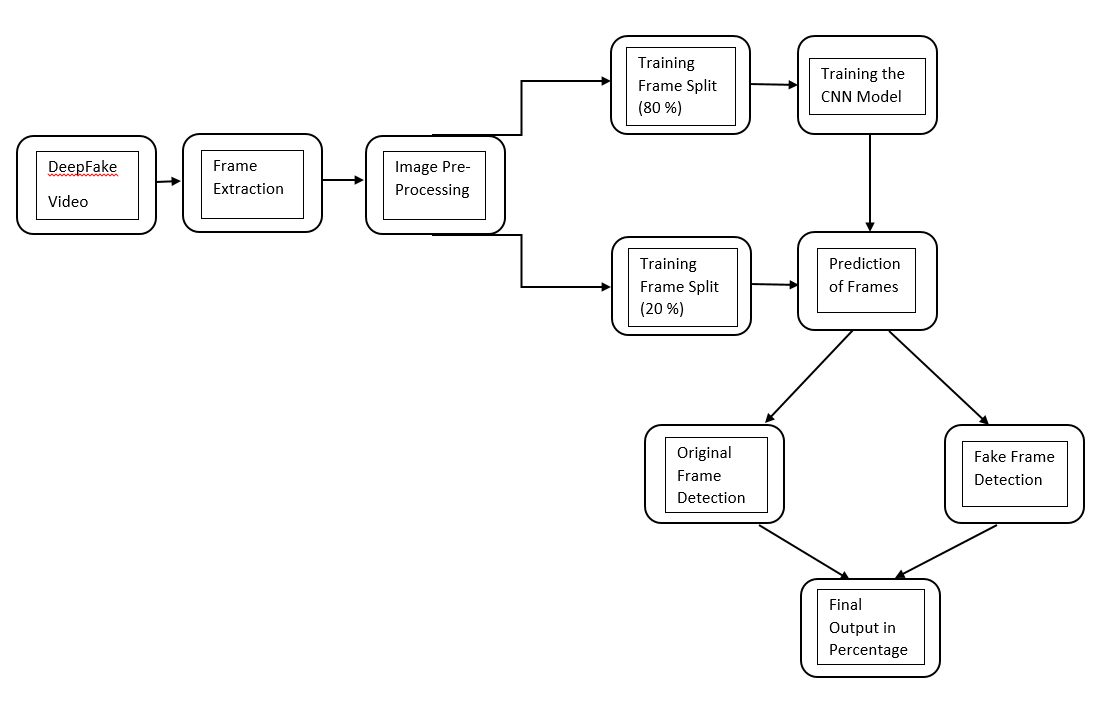 DeepFake
Video
Frame
Extraction
Image Pre-
Processing
Training
Frame Split
(80 %)
Training the
CNN Model
Training
Frame Split
(20 %)
Prediction
of Frames
Original
Frame
Detection
Fake Frame
Detection
Final
Output in
Percentage